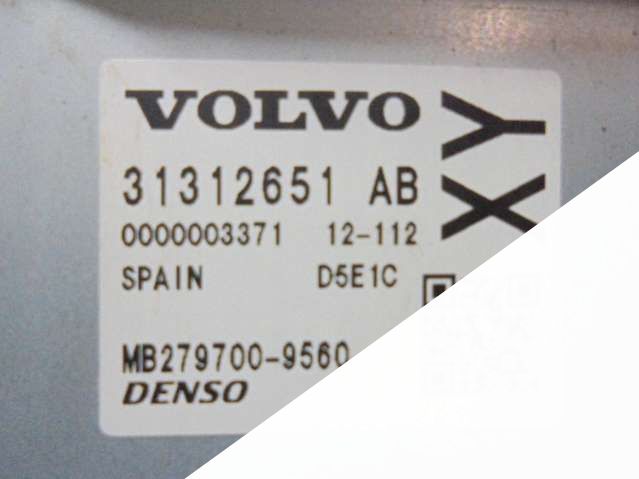 VOLVO
31312651 AB
0000003371 12-112
SPAIN D5E1C
MB279700-9560
DENSO
XY